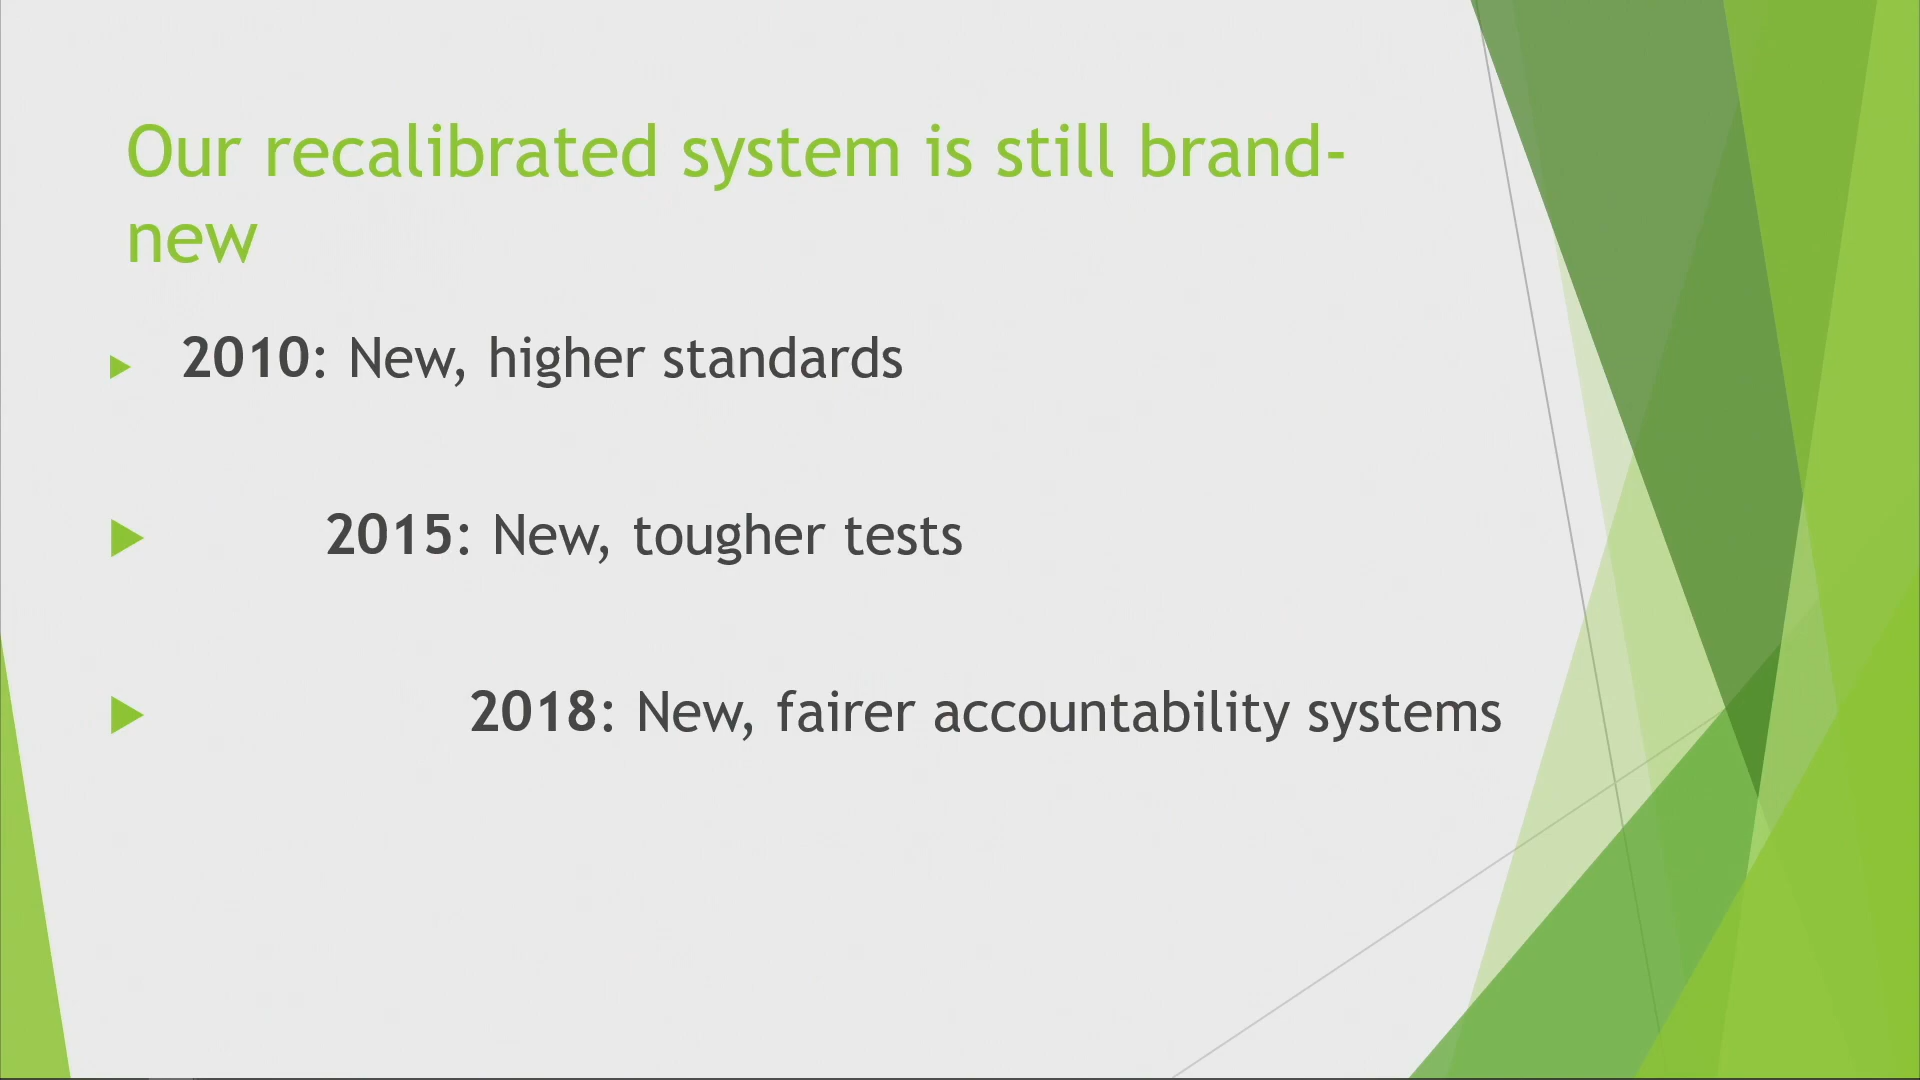 Our recalibrated system is still brand-
new
2010: New, higher standards
2015: New, tougher tests
2018: New, fairer accountability systems